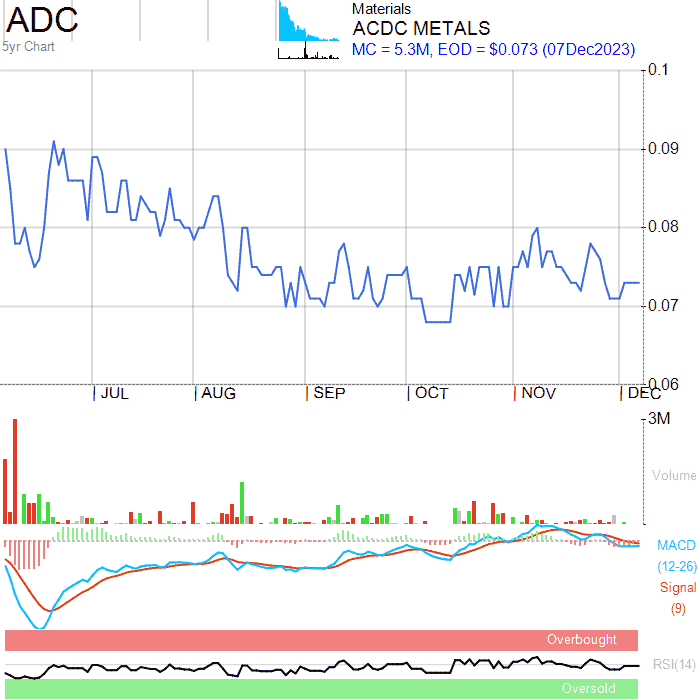 ADC
5yr Chart
Materials
ACDC METALS
MC = 5.3M, EOD = $0.073 (07Dec2023)
0.1
0.09
0.08
0.07
0.06
JUL AUG SEP OCT NOV DEC
3M
Volume
MACD
(12-26)
Signal
(9)
Overbought
RSI(14)
Oversold